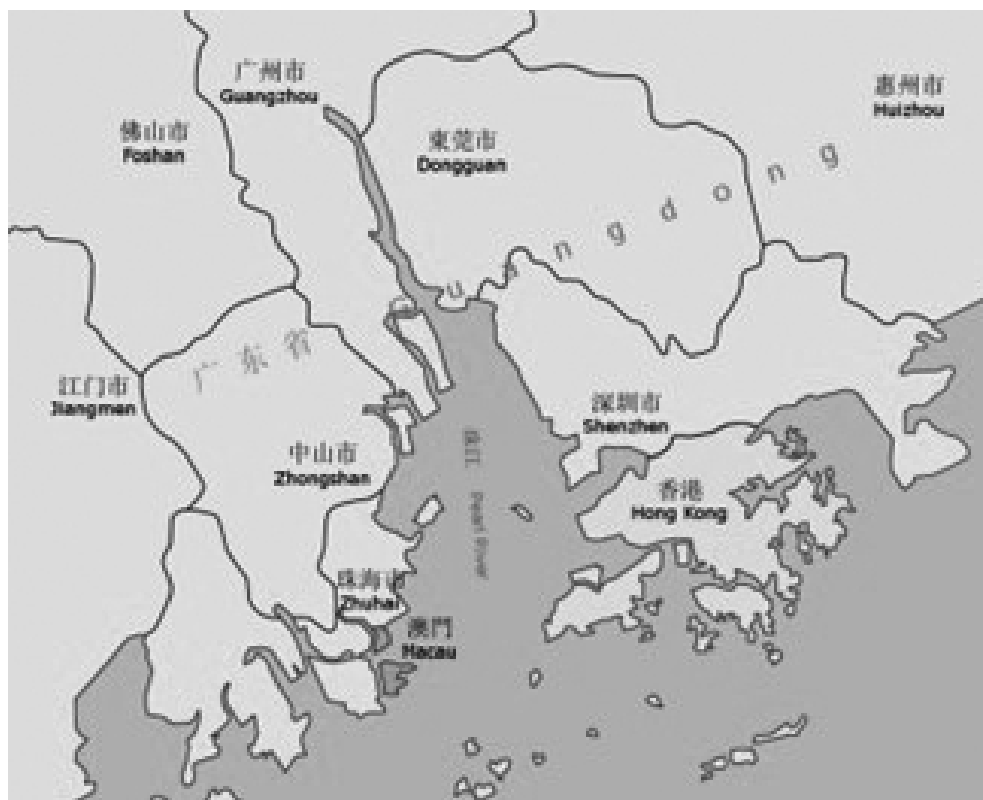 广州市
Guangzhou
惠州市
Huizhou
佛山市
Foshan
東莞市
Dongguan
uangdong
广东省
江门市
Jiangmen
深圳市
Shenzhen
中山市
Zhongshan
珠江 Pearl River
香港
Hong Kong
珠海市
Zhuhai
澳門
Macau